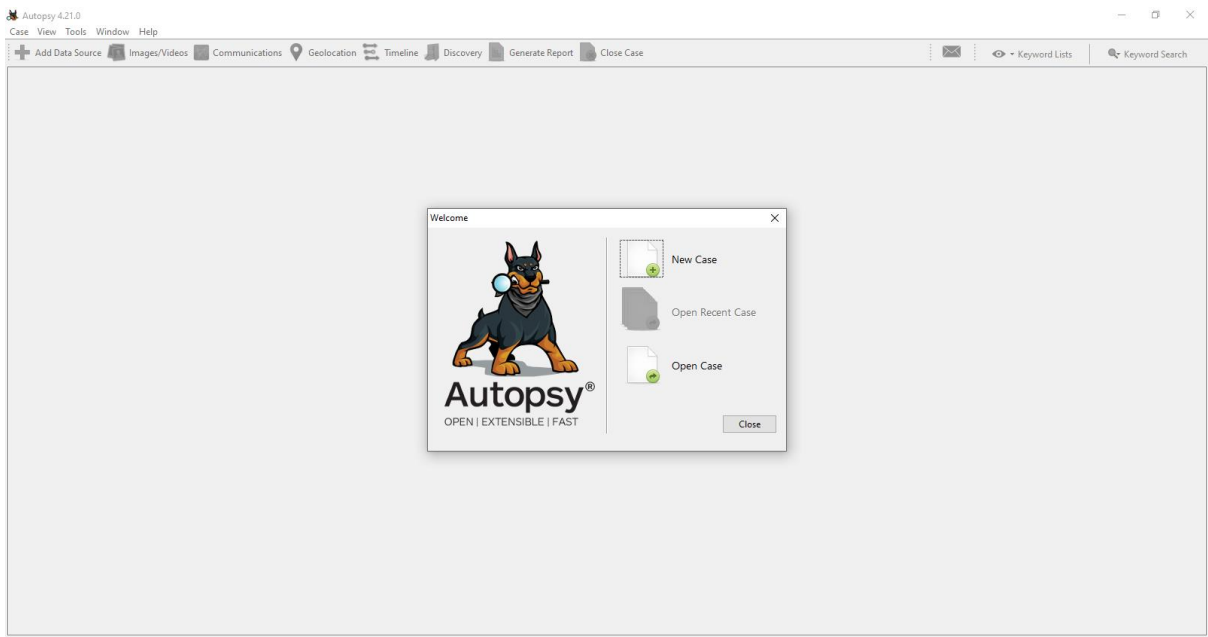 Autopsy 4.21.0
Case View Tools Window Help
Add Data Source Images/Videos Communications Geolocation Timeline Discovery Generate Report Close Case Keyword Lists Keyword Search
Welcome
New Case
Open Recent Case
Open Case
Autopsy®
OPEN | EXTENSIBLE | FAST
Close